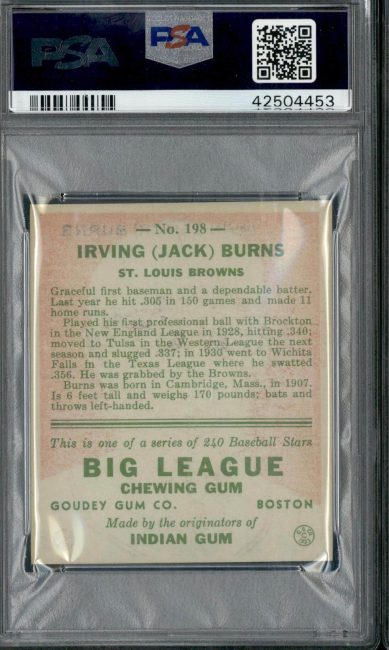 PSA
PSA
42504453
— No. 198 —
IRVING (JACK) BURNS
ST. LOUIS BROWNS
Graceful first baseman and a dependable batter.
Last year he hit .305 in 150 games and made 11
home runs.
Played his first professional ball with Brockton
in the New England League in 1928, hitting .340;
moved to Tulsa in the Western League the next
season and slugged .337; in 1930 went to Wichita
Falls in the Texas League where he swatted
.356. He was grabbed by the Browns.
Burns was born in Cambridge, Mass., in 1907.
Is 6 feet tall and weighs 170 pounds; bats and
throws left-handed.
This is one of a series of 240 Baseball Stars
BIG LEAGUE
CHEWING GUM
GOUDEY GUM CO. BOSTON
Made by the originators of
INDIAN GUM